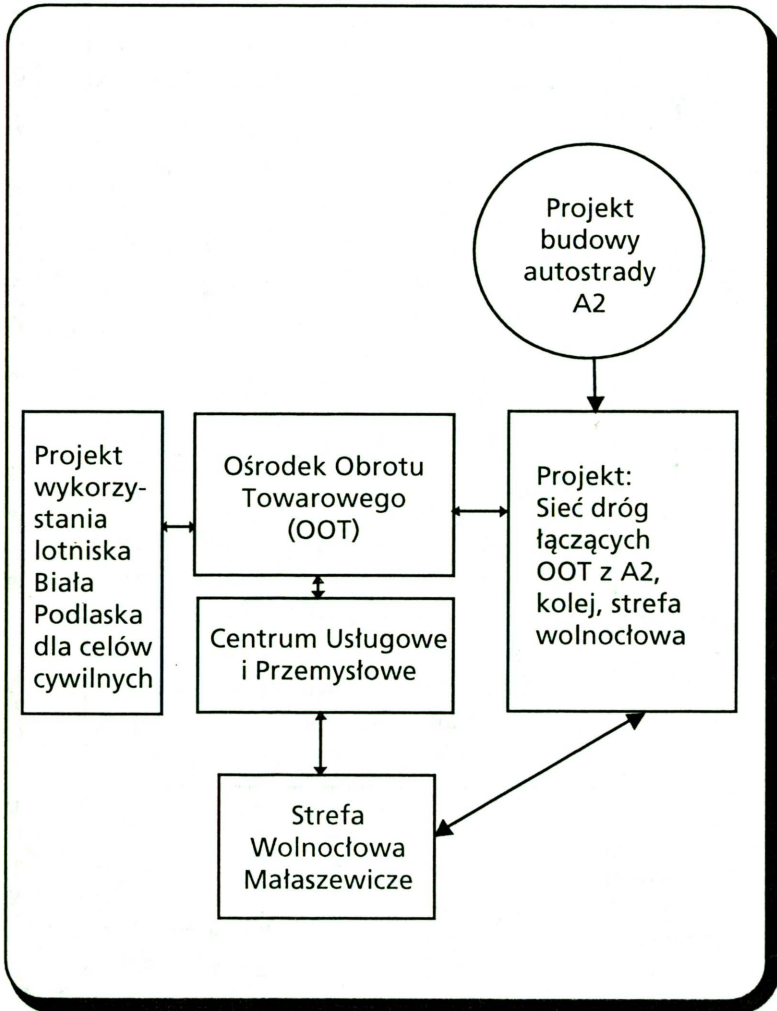 Projekt
budowy
autostrady
A2
Projekt
wykorzy-
stania
lotniska
Biała
Podlaska
dla celów
cywilnych
Ośrodek Obrotu
Towarowego
(OOT)
Projekt:
Sieć dróg
łączących
OOT z A2,
kolej, strefa
wolnocłowa
Centrum Usługowe
i Przemysłowe
Strefa
Wolnocłowa
Małaszewicze